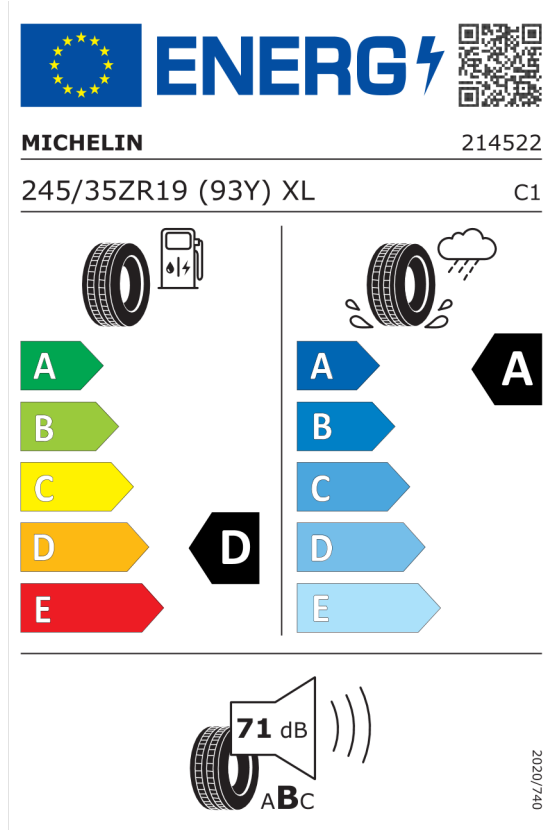 ENERG
MICHELIN 214522
245/35ZR19 (93Y) XL C1
A A A
B B
C C
D D D
E E
71 dB
ABC
2020/740